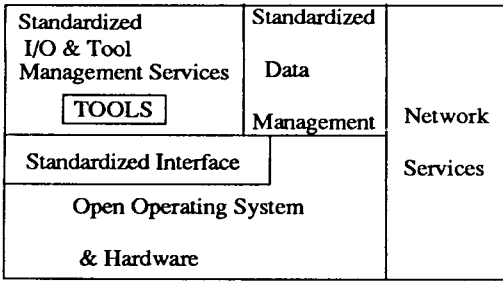 Standardized
I/O & Tool
Management Services
TOOLS
Standardized
Data
Management
Network
Services
Standardized Interface
Open Operating System
& Hardware